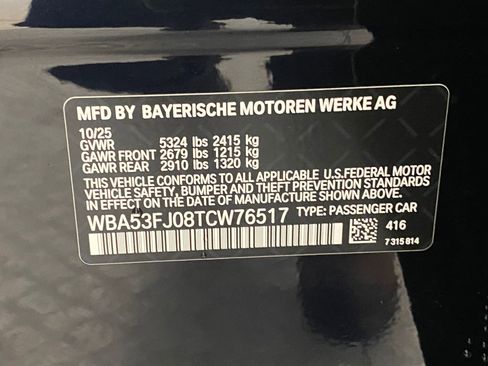 MFD BY BAYERISCHE MOTOREN WERKE AG
10/25
GVWR 5324 lbs 2415 kg
GAWR FRONT 2679 lbs 1215 kg
GAWR REAR 2910 lbs 1320 kg
THIS VEHICLE CONFORMS TO ALL APPLICABLE U.S.FEDERAL MOTOR
VEHICLE SAFETY, BUMPER AND THEFT PREVENTION STANDARDS
IN EFFECT ON THE DATE OF MANUFACTURE SHOWN ABOVE.
WBA53FJ08TCW76517 TYPE: PASSENGER CAR
416
7 315 814